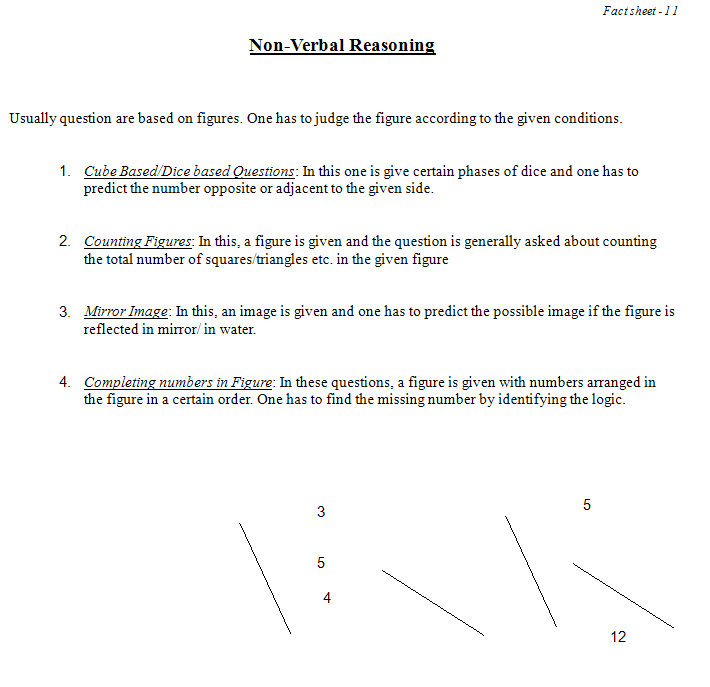 Fact sheet - 11
Non-Verbal Reasoning
Usually question are based on figures. One has to judge the figure according to the given conditions.
1. Cube Based/Dice based Questions: In this one is give certain phases of dice and one has to
predict the number opposite or adjacent to the given side.
2. Counting Figures: In this, a figure is given and the question is generally asked about counting
the total number of squares/triangles etc. in the given figure
3. Mirror Image: In this, an image is given and one has to predict the possible image if the figure is
reflected in mirror/ in water.
4. Completing numbers in Figure: In these questions, a figure is given with numbers arranged in
the figure in a certain order. One has to find the missing number by identifying the logic.
3
5
5
4
12